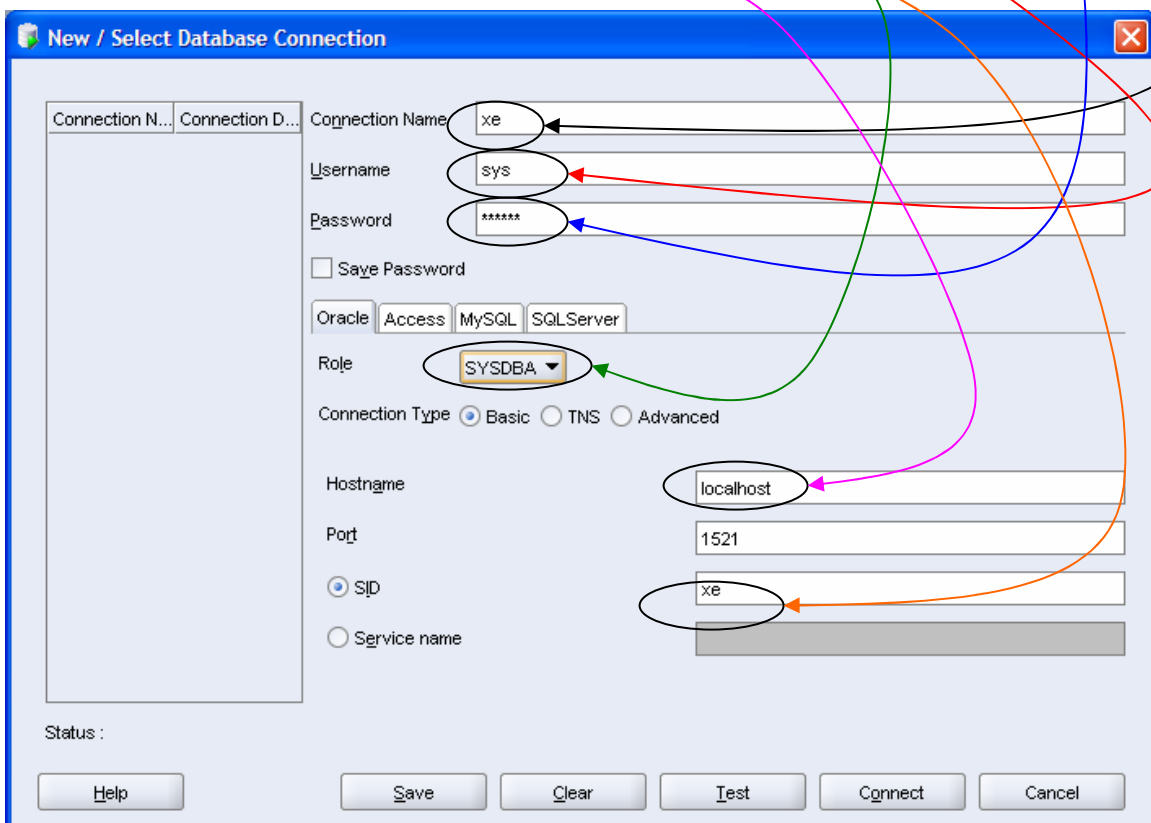 New / Select Database Connection
Connection N... Connection D...
Connection Name xe
Username sys
Password ******
Save Password
Oracle Access MySQL SQLServer
Role SYSDBA
Connection Type Basic TNS Advanced
Hostname localhost
Port 1521
SID xe
Service name
Status :
Help Save Clear Test Connect Cancel